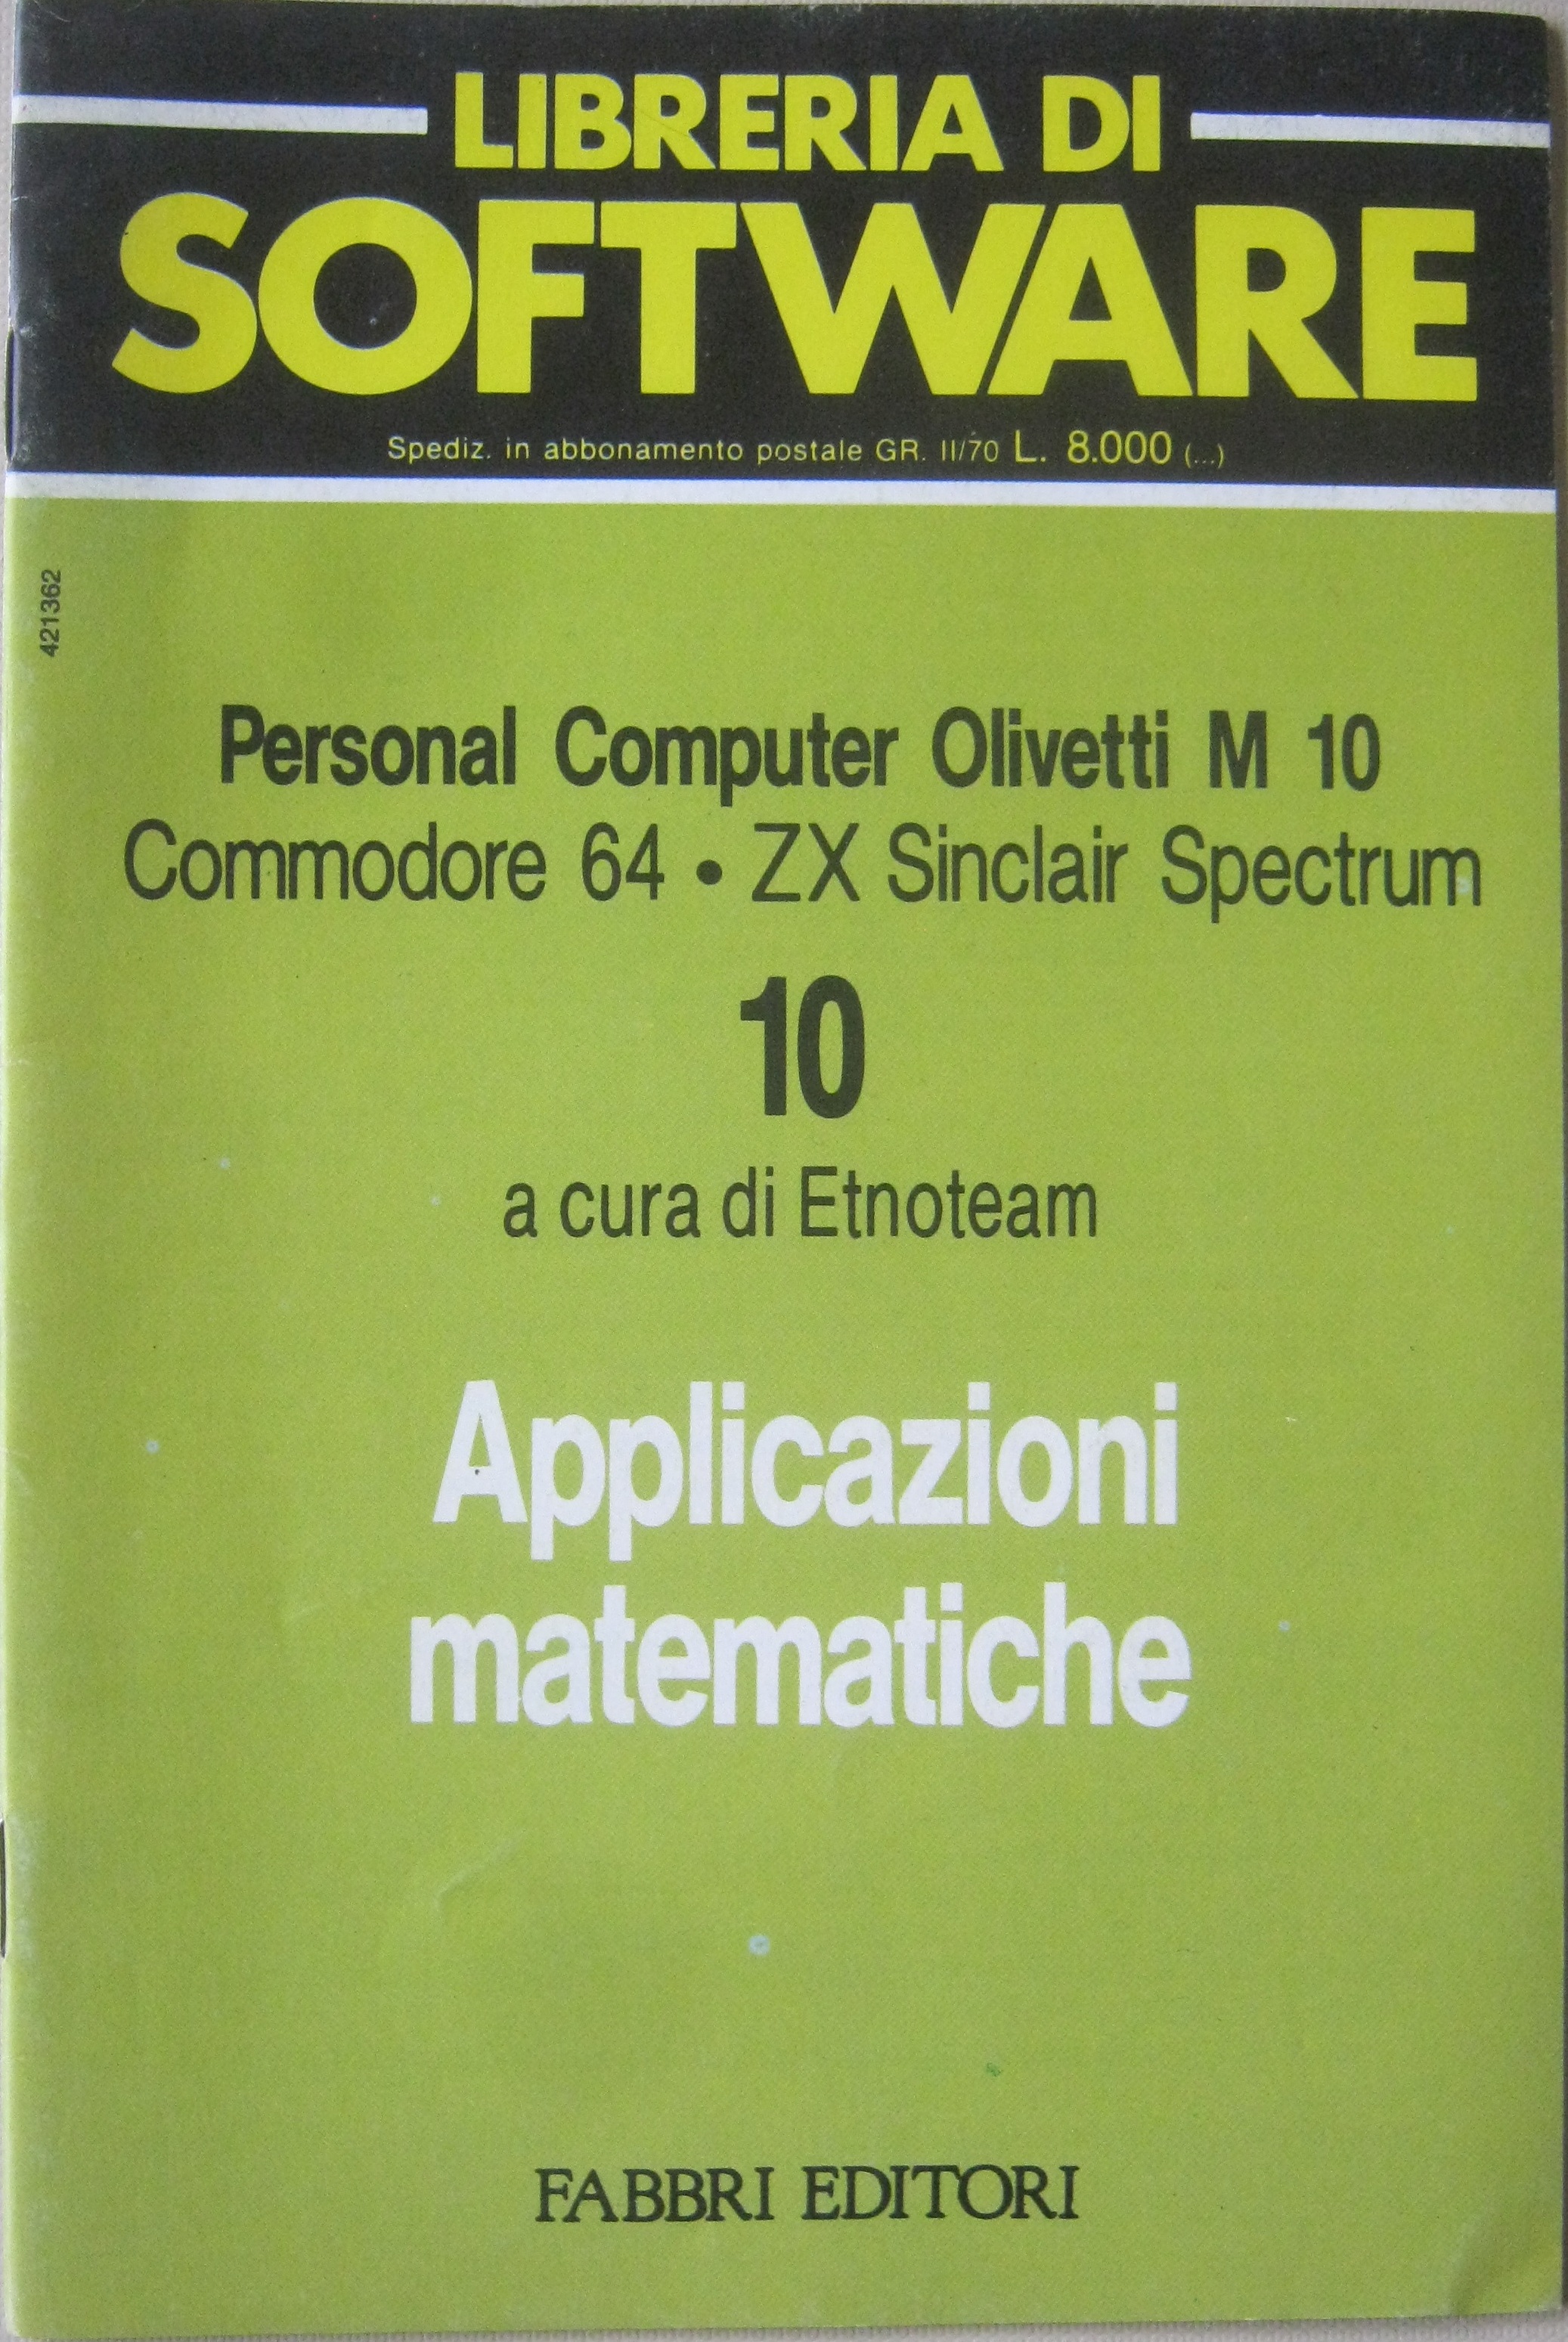 LIBRERIA DI
SOFTWARE
Spediz. in abbonamento postale GR. II/70 L. 8.000 (...)
421362
Personal Computer Olivetti M 10
Commodore 64 • ZX Sinclair Spectrum
10
a cura di Etnoteam
Applicazioni
matematiche
FABBRI EDITORI